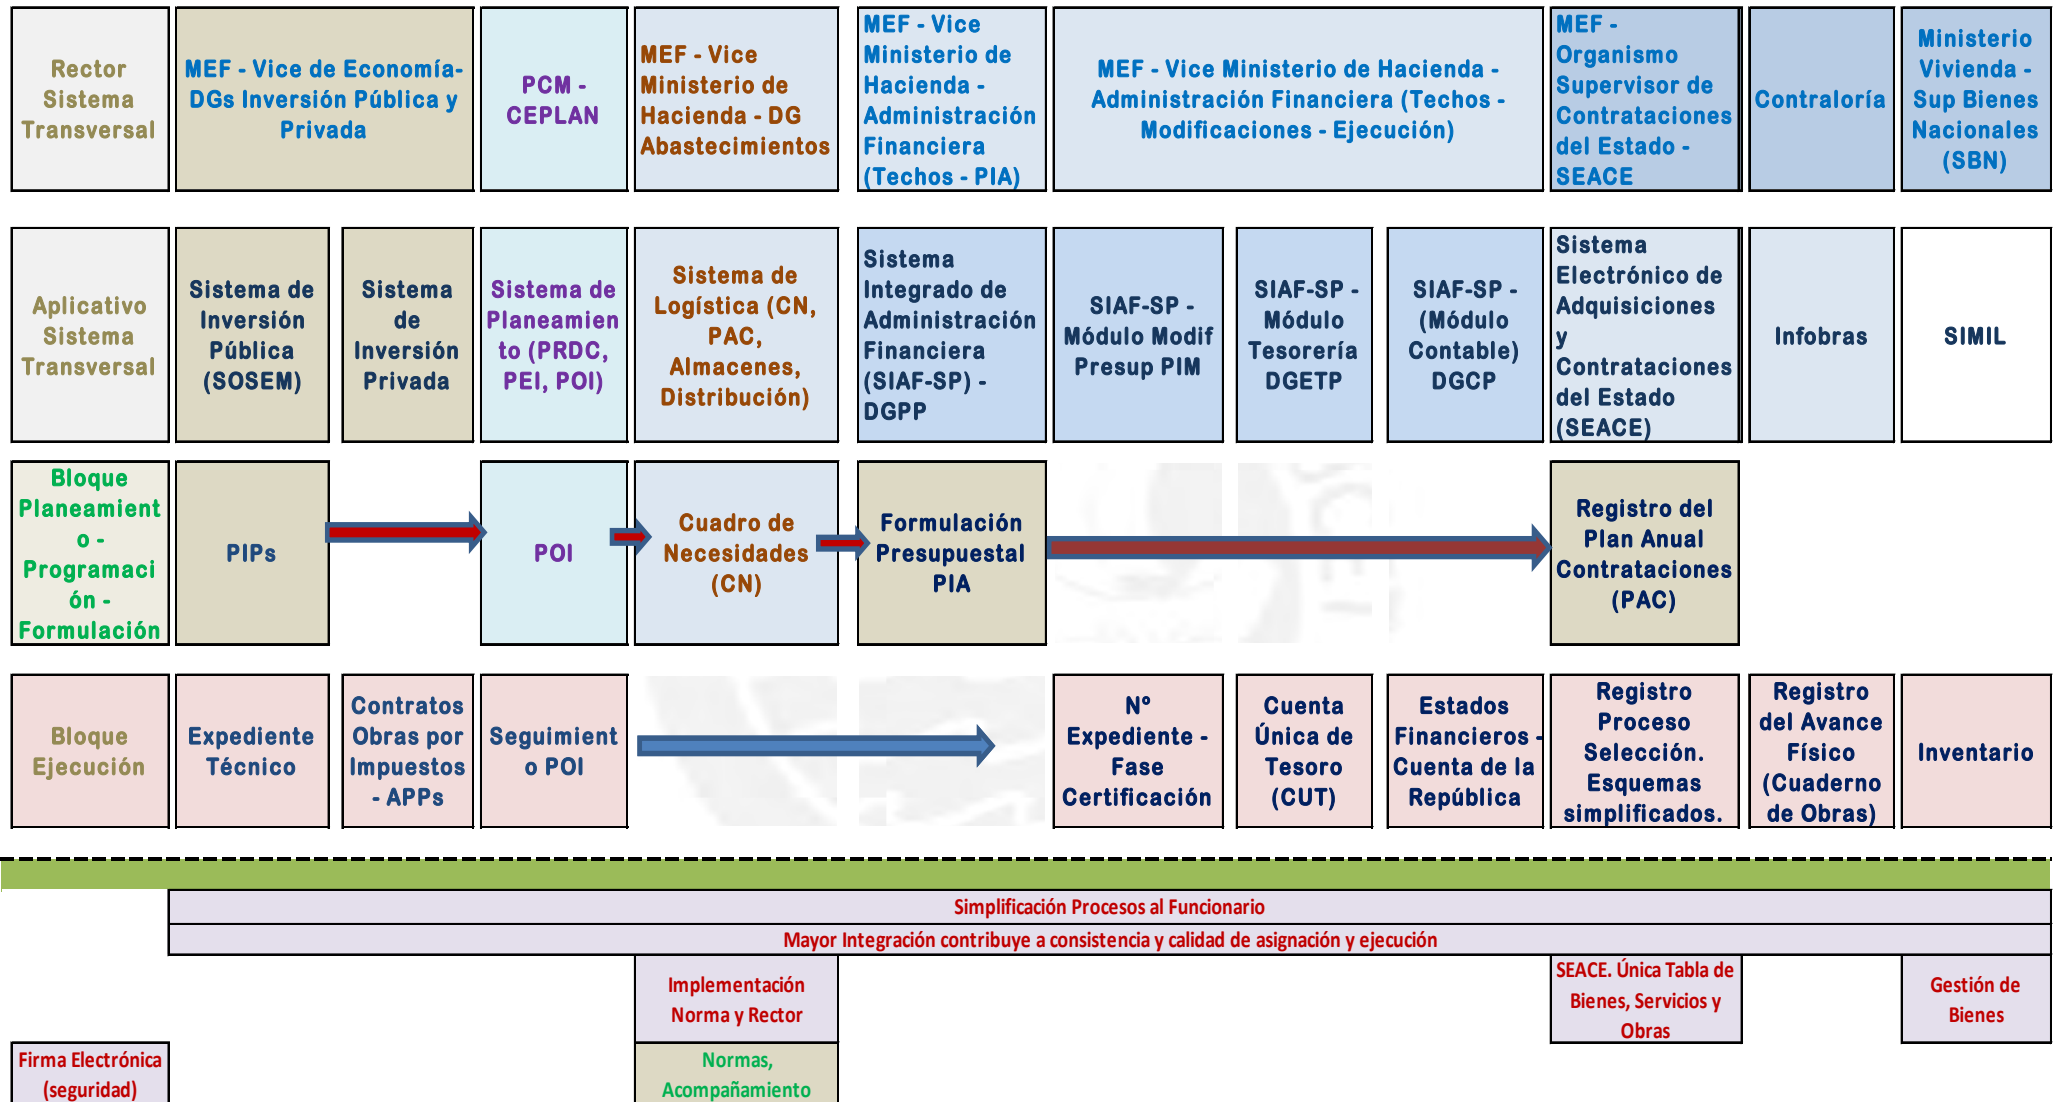 Rector
Sistema
Transversal
MEF - Vice de Economía-
DGs Inversión Pública y
Privada
PCM -
CEPLAN
MEF - Vice
Ministerio de
Hacienda - DG
Abastecimientos
MEF - Vice
Ministerio de
Hacienda -
Administración
Financiera
(Techos - PIA)
MEF - Vice Ministerio de Hacienda -
Administración Financiera (Techos -
Modificaciones - Ejecución)
MEF -
Organismo
Supervisor de
Contrataciones
del Estado -
SEACE
Contraloría
Ministerio
Vivienda -
Sup Bienes
Nacionales
(SBN)
Aplicativo
Sistema
Transversal
Sistema de
Inversión
Pública
(SOSEM)
Sistema
de
Inversión
Privada
Sistema de
Planeamien
to (PRDC,
PEI, POI)
Sistema de
Logística (CN,
PAC,
Almacenes,
Distribución)
Sistema
Integrado de
Administración
Financiera
(SIAF-SP) -
DGPP
SIAF-SP -
Módulo Modif
Presup PIM
SIAF-SP -
Módulo
Tesorería
DGETP
SIAF-SP -
(Módulo
Contable)
DGCP
Sistema
Electrónico de
Adquisiciones
y
Contrataciones
del Estado
(SEACE)
Infobras
SIMIL
Bloque
Planeamient
o -
Programaci
ón -
Formulación
PIPs
POI
Cuadro de
Necesidades
(CN)
Formulación
Presupuestal
PIA
Registro del
Plan Anual
Contrataciones
(PAC)
Bloque
Ejecución
Expediente
Técnico
Contratos
Obras por
Impuestos
- APPs
Seguimient
o POI
Nº
Expediente -
Fase
Certificación
Cuenta
Única de
Tesoro
(CUT)
Estados
Financieros -
Cuenta de la
República
Registro
Proceso
Selección.
Esquemas
simplificados.
Registro
del Avance
Físico
(Cuaderno
de Obras)
Inventario
Simplificación Procesos al Funcionario
Mayor Integración contribuye a consistencia y calidad de asignación y ejecución
Implementación
Norma y Rector
SEACE. Única Tabla de
Bienes, Servicios y
Obras
Gestión de
Bienes
Firma Electrónica
(seguridad)
Normas,
Acompañamiento